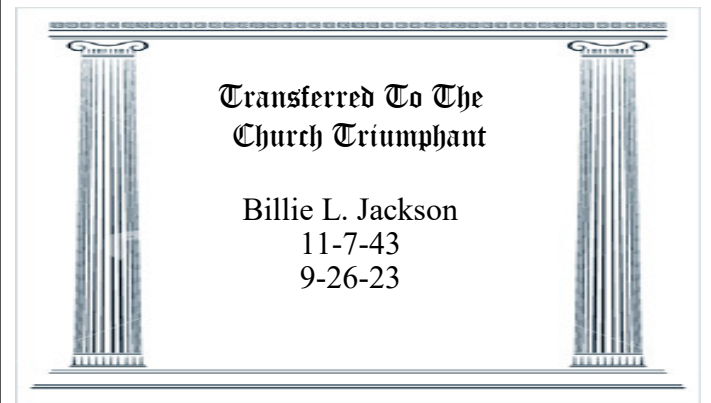 Transferred To The
Church Triumphant
Billie L. Jackson
11-7-43
9-26-23